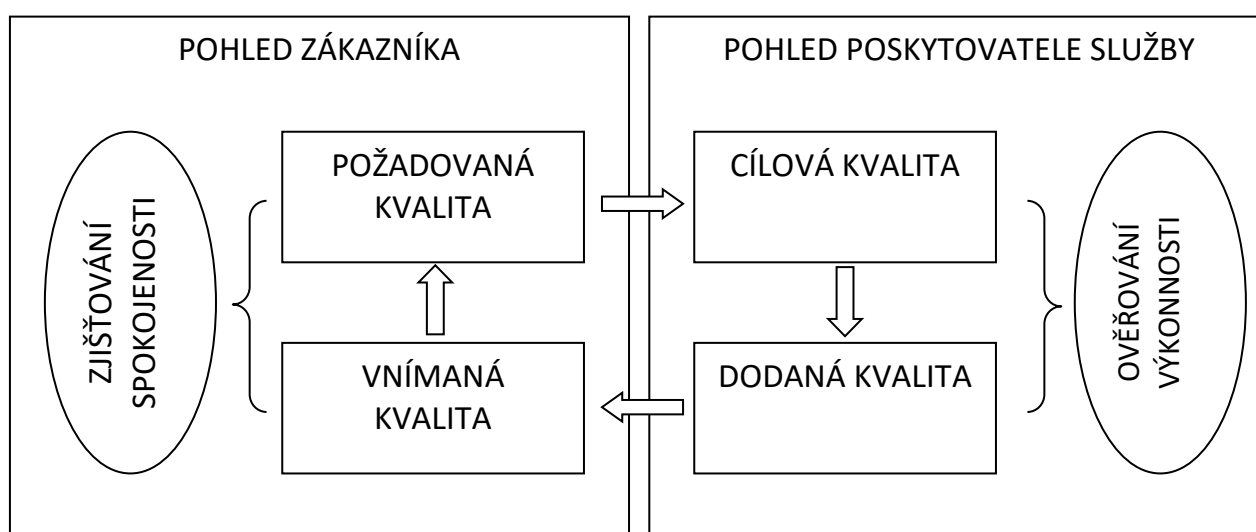 POHLED ZÁKAZNÍKA
ZJIŠŤOVÁNÍ
SPOKOJENOSTI
POŽADOVANÁ
KVALITA
VNÍMANÁ
KVALITA
POHLED POSKYTOVATELE SLUŽBY
CÍLOVÁ KVALITA
DODANÁ KVALITA
OVĚŘOVÁNÍ
VÝKONNOSTI